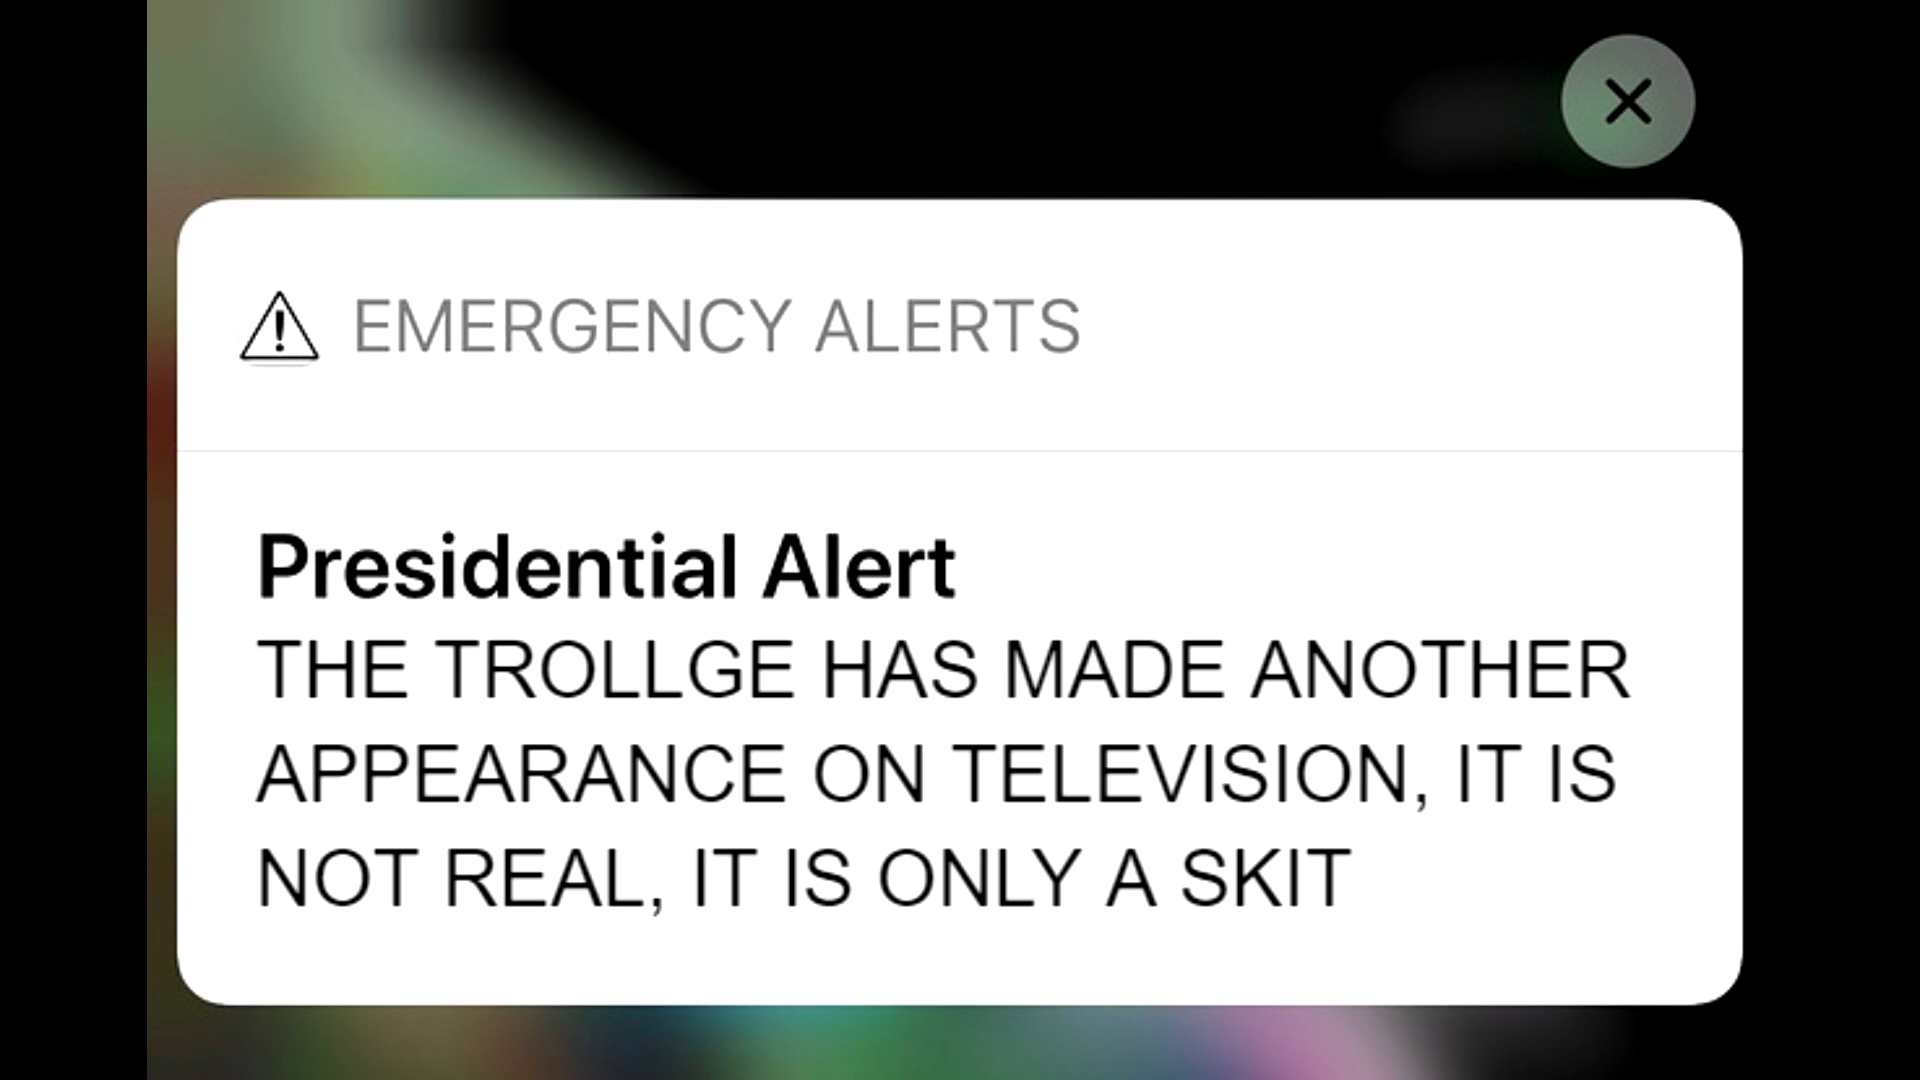 EMERGENCY ALERTS
Presidential Alert
THE TROLLGE HAS MADE ANOTHER
APPEARANCE ON TELEVISION, IT IS
NOT REAL, IT IS ONLY A SKIT